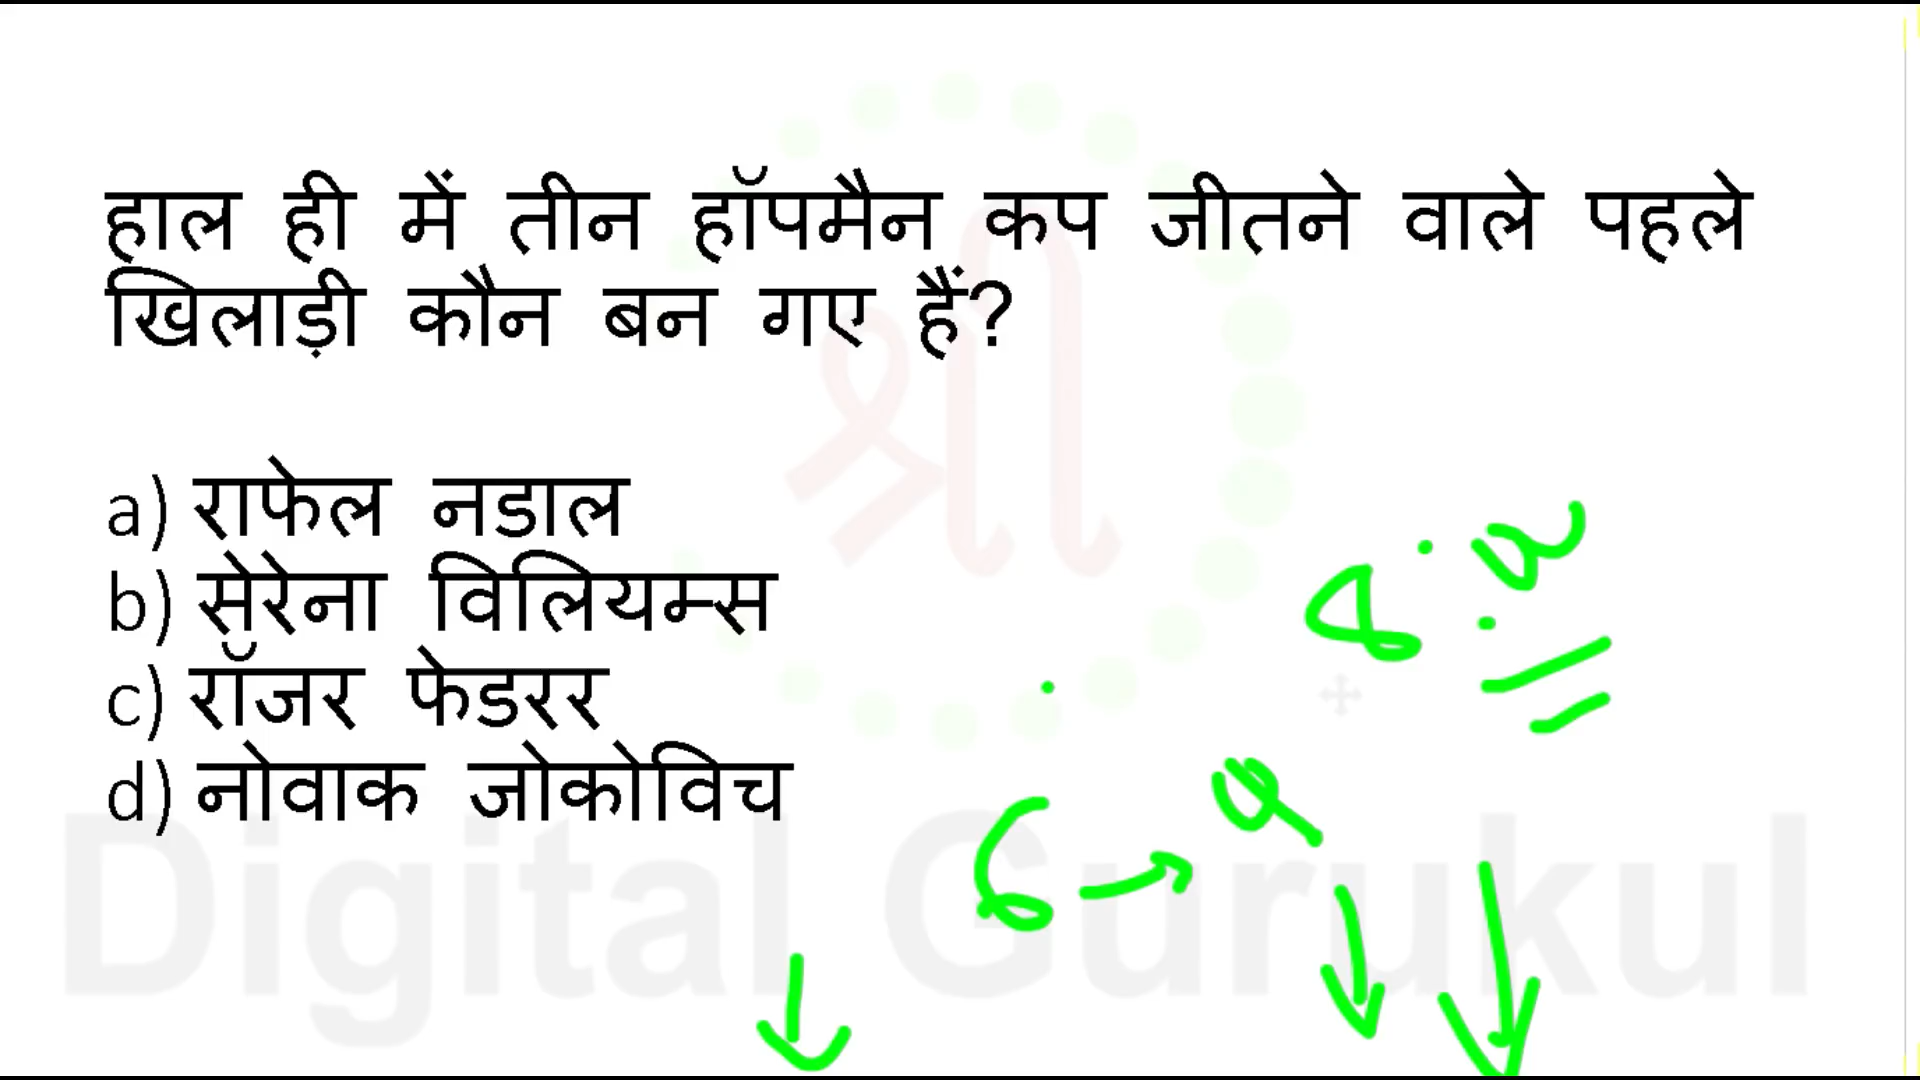 हाल ही में तीन हॉपमैन कप जीतने वाले पहले
खिलाड़ी कौन बन गए हैं?
a) राफेल नडाल
b) सेरेना विलियम्स
c) रॉजर फेडरर
d) नोवाक जोकोविच
श्री
Digital Gurukul